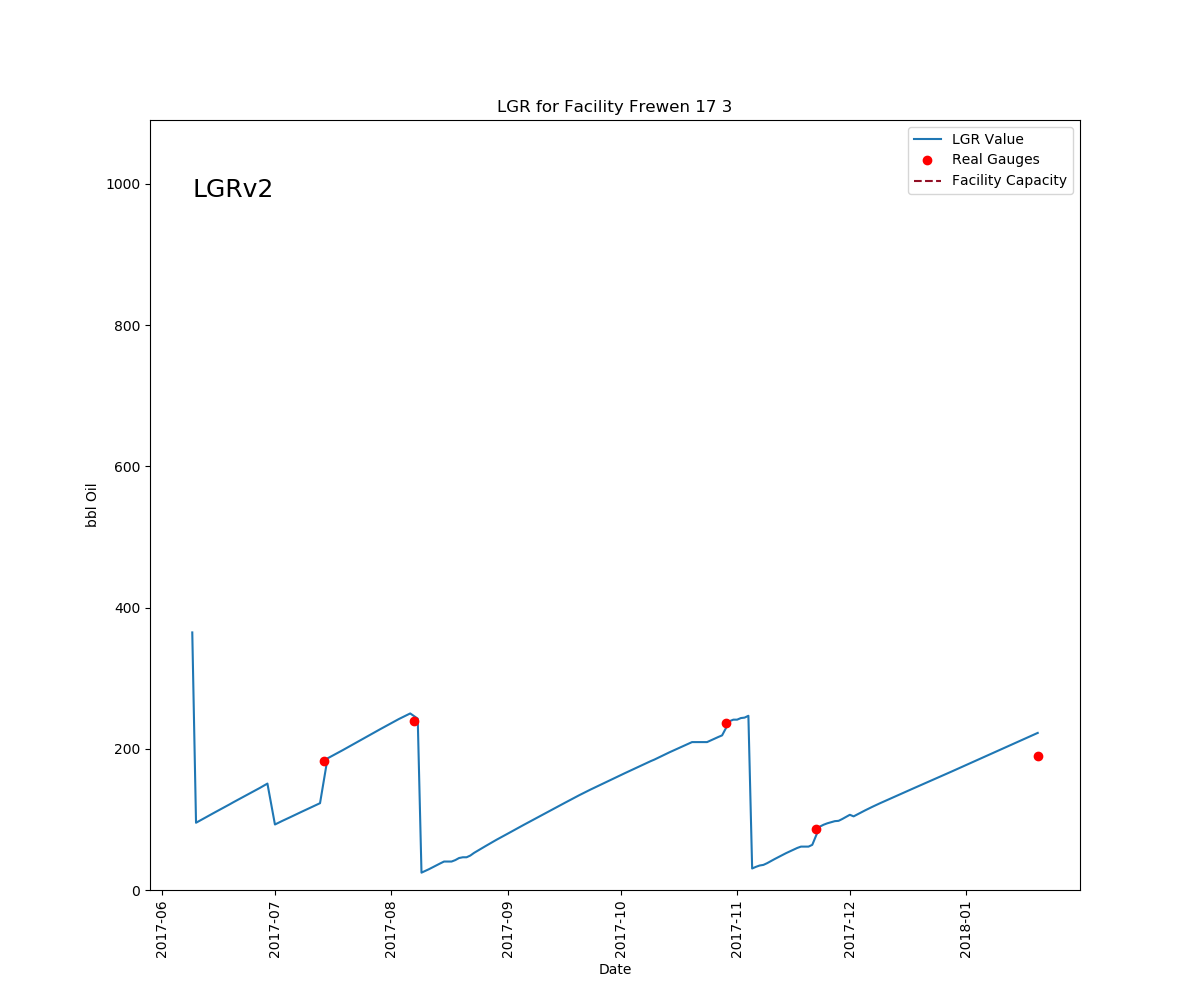 LGR for Facility Frewen 17 3
LGRv2
LGR Value
Real Gauges
Facility Capacity
bbl Oil
1000
800
600
400
200
0
2017-06
2017-07
2017-08
2017-09
2017-10
2017-11
2017-12
2018-01
Date